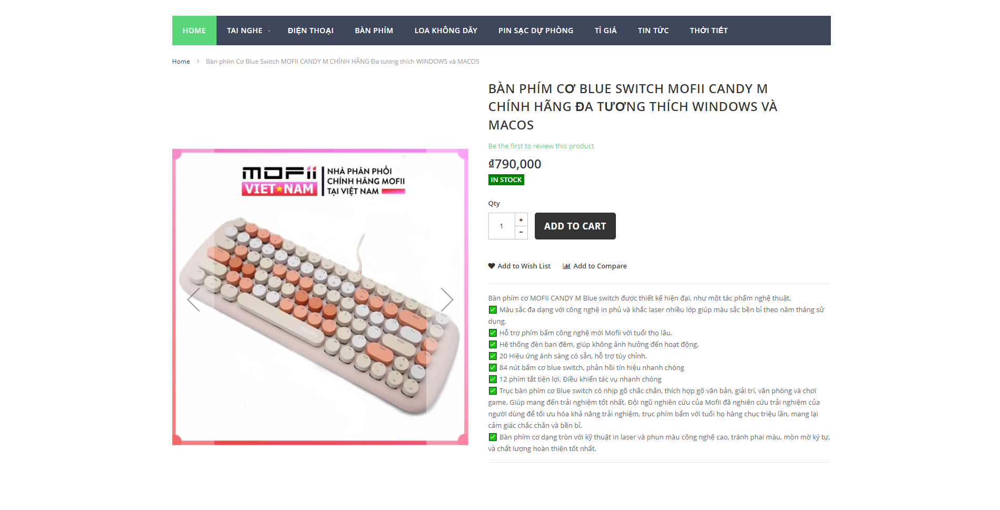 HOME TAI NGHE ĐIỆN THOẠI BÀN PHÍM LOA KHÔNG DÂY PIN SẠC DỰ PHÒNG TỈ GIÁ TIN TỨC THỜI TIẾT
Home > Bàn phím Cơ Blue Switch MOFII CANDY M CHÍNH HÃNG Đa tương thích WINDOWS và MACOS
MOFII
VIET NAM
NHÀ PHÂN PHỐI
CHÍNH HÃNG MOFII
TẠI VIỆT NAM
MOFII
BÀN PHÍM CƠ BLUE SWITCH MOFII CANDY M
CHÍNH HÃNG ĐA TƯƠNG THÍCH WINDOWS VÀ
MACOS
Be the first to review this product
₫790,000
IN STOCK
Qty
1
+
-
ADD TO CART
Add to Wish List Add to Compare
Bàn phím cơ MOFII CANDY M Blue switch được thiết kế hiện đại, như một tác phẩm nghệ thuật.
✅ Màu sắc đa dạng với công nghệ in phủ và khắc laser nhiều lớp giúp màu sắc bền bỉ theo năm tháng sử
dụng.
✅ Hỗ trợ phím bấm công nghệ mới Mofii với tuổi thọ lâu.
✅ Hệ thống đèn ban đêm, giúp không ảnh hưởng đến hoạt động.
✅ 20 Hiệu ứng ánh sáng có sẵn, hỗ trợ tùy chỉnh.
✅ 84 nút bấm cơ blue switch, phản hồi tín hiệu nhanh chóng
✅ 12 phím tắt tiện lợi. Điều khiển tác vụ nhanh chóng
✅ Trục bàn phím cơ Blue switch có nhịp gõ chắc chắn, thích hợp gõ văn bản, giải trí, văn phòng và chơi
game. Giúp mang đến trải nghiệm tốt nhất. Đội ngũ nghiên cứu của Mofii đã nghiên cứu trải nghiệm của
người dùng để tối ưu hóa khả năng trải nghiệm, trục phím bấm với tuổi họ hàng chục triệu lần, mang lại
cảm giác chắc chắn và bền bỉ.
✅ Bàn phím cơ dạng tròn với kỹ thuật in laser và phun màu công nghệ cao, tránh phai màu, mòn mờ ký tự,
và chất lượng hoàn thiện tốt nhất.